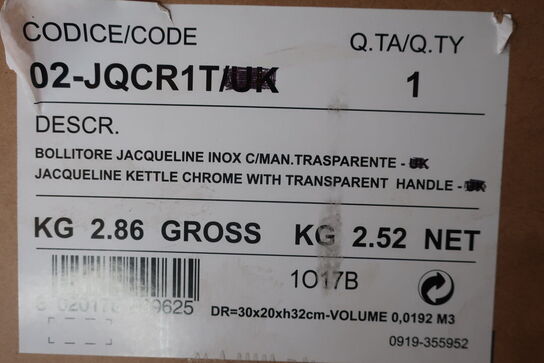 CODICE/CODE Q.TA/Q.TY
02-JQCR1T/UK 1
DESCR.
BOLLITORE JACQUELINE INOX C/MAN.TRASPARENTE - UK
JACQUELINE KETTLE CHROME WITH TRANSPARENT HANDLE - UK
KG 2.86 GROSS KG 2.52 NET
1O17B
DR=30x20xh32cm-VOLUME 0,0192 M3
0919-355952